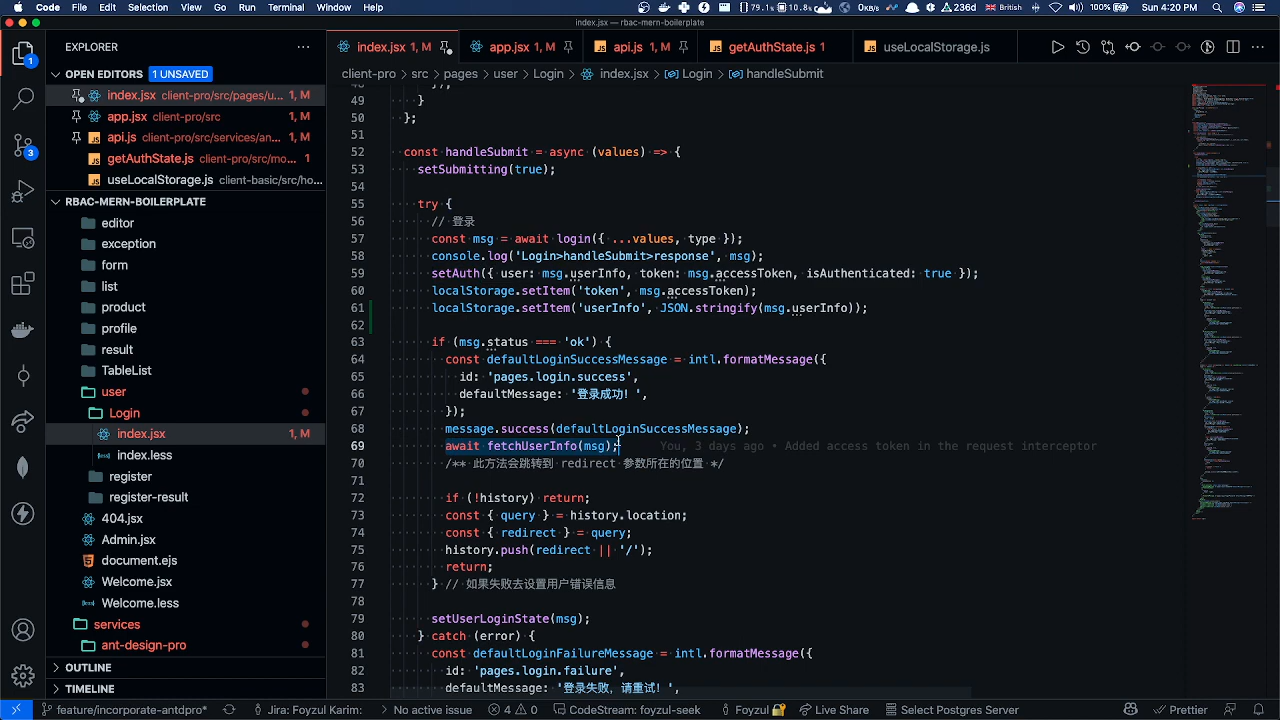 Code File Edit Selection View Go Run Terminal Window Help 79.1% 10.8s Okas 236d British 100% Sun 4:20 PM
index.jsx — rbac-mern-boilerplate
EXPLORER
OPEN EDITORS 1 UNSAVED
index.jsx client-pro/src/pages/u... 1, M
app.jsx client-pro/src 1, M
api.js client-pro/src/services/an... 1, M
getAuthState.js client-pro/src/mo... 1
useLocalStorage.js client-basic/src/ho...
RBAC-MERN-BOILERPLATE
editor
exception
form
list
product
profile
result
TableList
user
Login
index.jsx 1, M
index.less
register
register-result
404.jsx
Admin.jsx
document.ejs
Welcome.jsx
Welcome.less
services
ant-design-pro
OUTLINE
TIMELINE
1
3
index.jsx 1, M
app.jsx 1, M
api.js 1, M
getAuthState.js 1
useLocalStorage.js
client-pro > src > pages > user > Login > index.jsx > Login > handleSubmit
48 });
49 }
50 };
51
52 const handleSubmit = async (values) => {
53 setSubmitting(true);
54
55 try {
56 // 登录
57 const msg = await login({ ...values, type });
58 console.log('Login>handleSubmit>response', msg);
59 setAuth({ user: msg.userInfo, token: msg.accessToken, isAuthenticated: true });
60 localStorage.setItem('token', msg.accessToken);
61 localStorage.setItem('userInfo', JSON.stringify(msg.userInfo));
62
63 if (msg.status === 'ok') {
64 const defaultLoginSuccessMessage = intl.formatMessage({
65 id: 'pages.login.success',
66 defaultMessage: '登录成功！',
67 });
68 message.success(defaultLoginSuccessMessage);
69 await fetchUserInfo(msg); You, 3 days ago • Added access token in the request interceptor
70 /** 此方法会跳转到 redirect 参数所在的位置 */
71
72 if (!history) return;
73 const { query } = history.location;
74 const { redirect } = query;
75 history.push(redirect || '/');
76 return;
77 } // 如果失败去设置用户错误信息
78
79 setUserLoginState(msg);
80 } catch (error) {
81 const defaultLoginFailureMessage = intl.formatMessage({
82 id: 'pages.login.failure',
83 defaultMessage: '登录失败，请重试！',
feature/incorporate-antdpro* Jira: Foyzul Karim: No active issue 4 0 CodeStream: foyzul-seek Foyzul Live Share Select Postgres Server Prettier